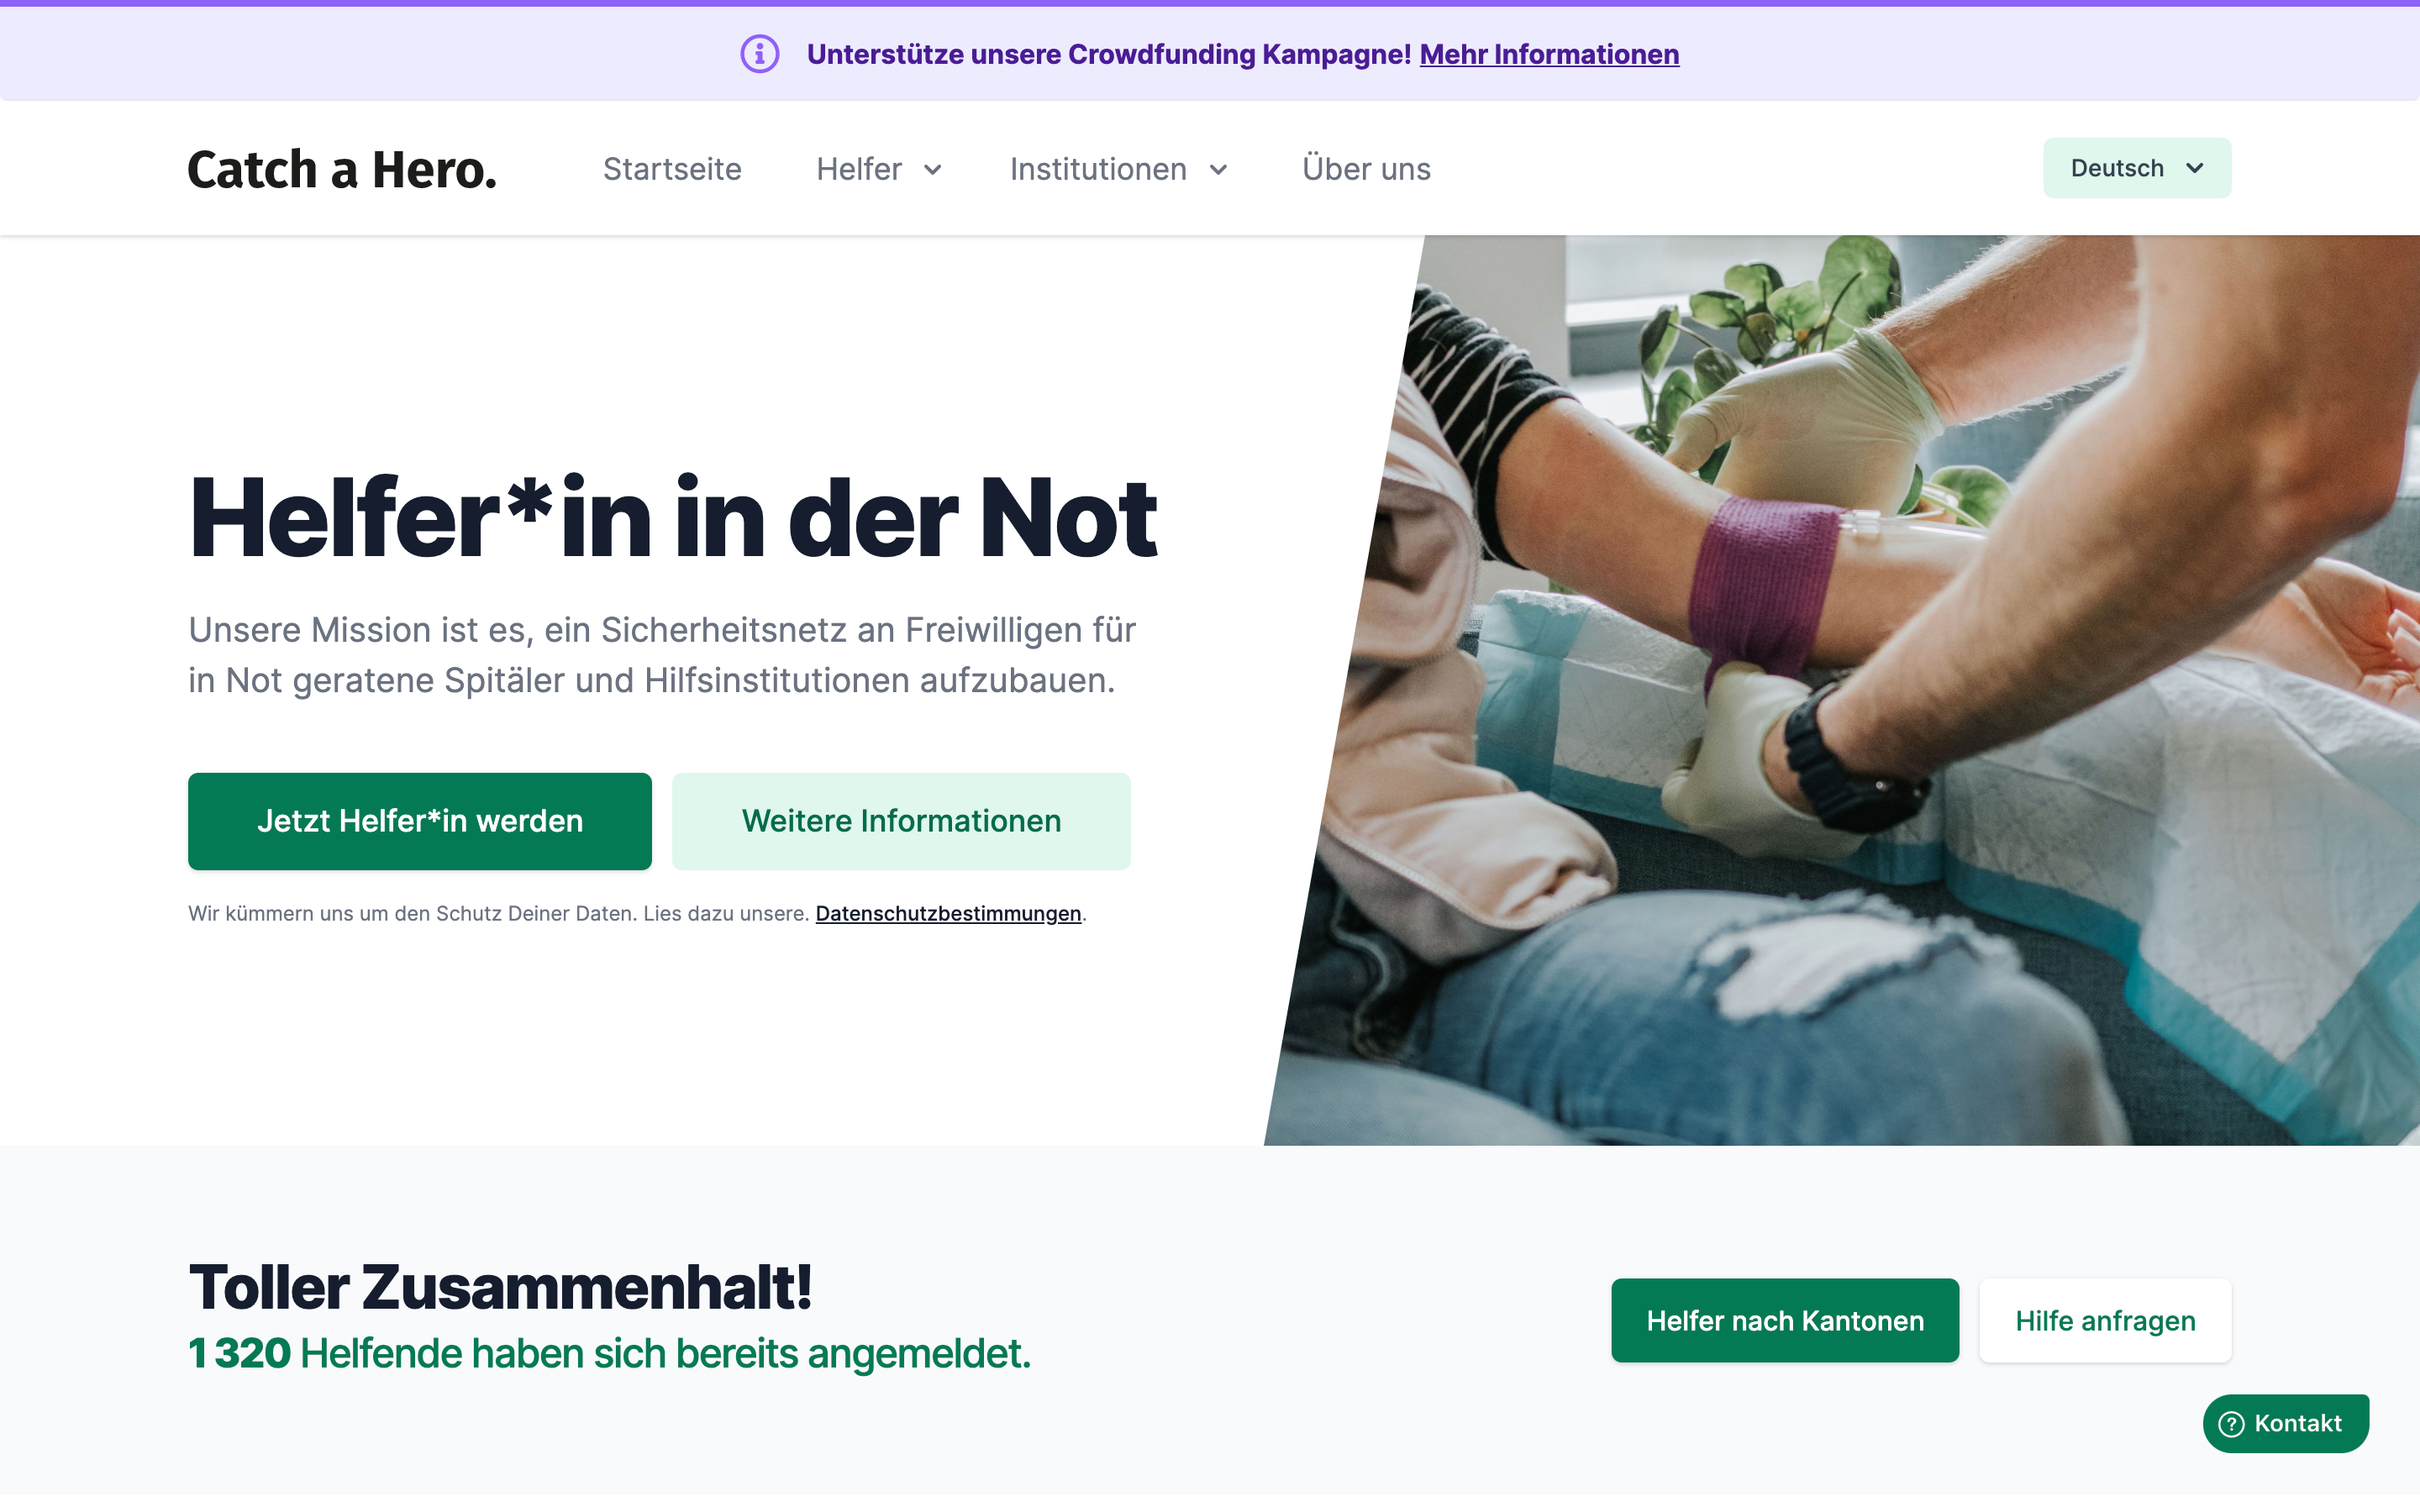 Unterstütze unsere Crowdfunding Kampagne! Mehr Informationen
Catch a Hero.
Startseite
Helfer
Institutionen
Über uns
Deutsch
Helfer*in in der Not
Unsere Mission ist es, ein Sicherheitsnetz an Freiwilligen für
in Not geratene Spitäler und Hilfsinstitutionen aufzubauen.
Jetzt Helfer*in werden
Weitere Informationen
Wir kümmern uns um den Schutz Deiner Daten. Lies dazu unsere. Datenschutzbestimmungen.
Toller Zusammenhalt!
1 320 Helfende haben sich bereits angemeldet.
Helfer nach Kantonen
Hilfe anfragen
Kontakt